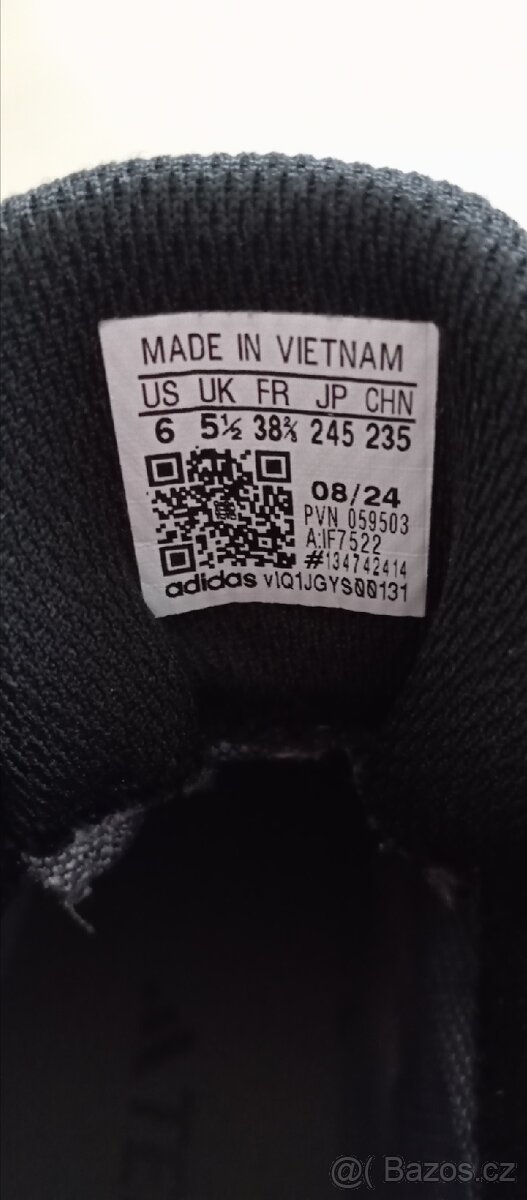 MADE IN VIETNAM
US UK FR JP CHN
6 5½ 38⅔ 245 235
08/24
PVN 059503
A:IF7522
#134742414
adidas vIQ1JGYS00131
@( Bazos.cz